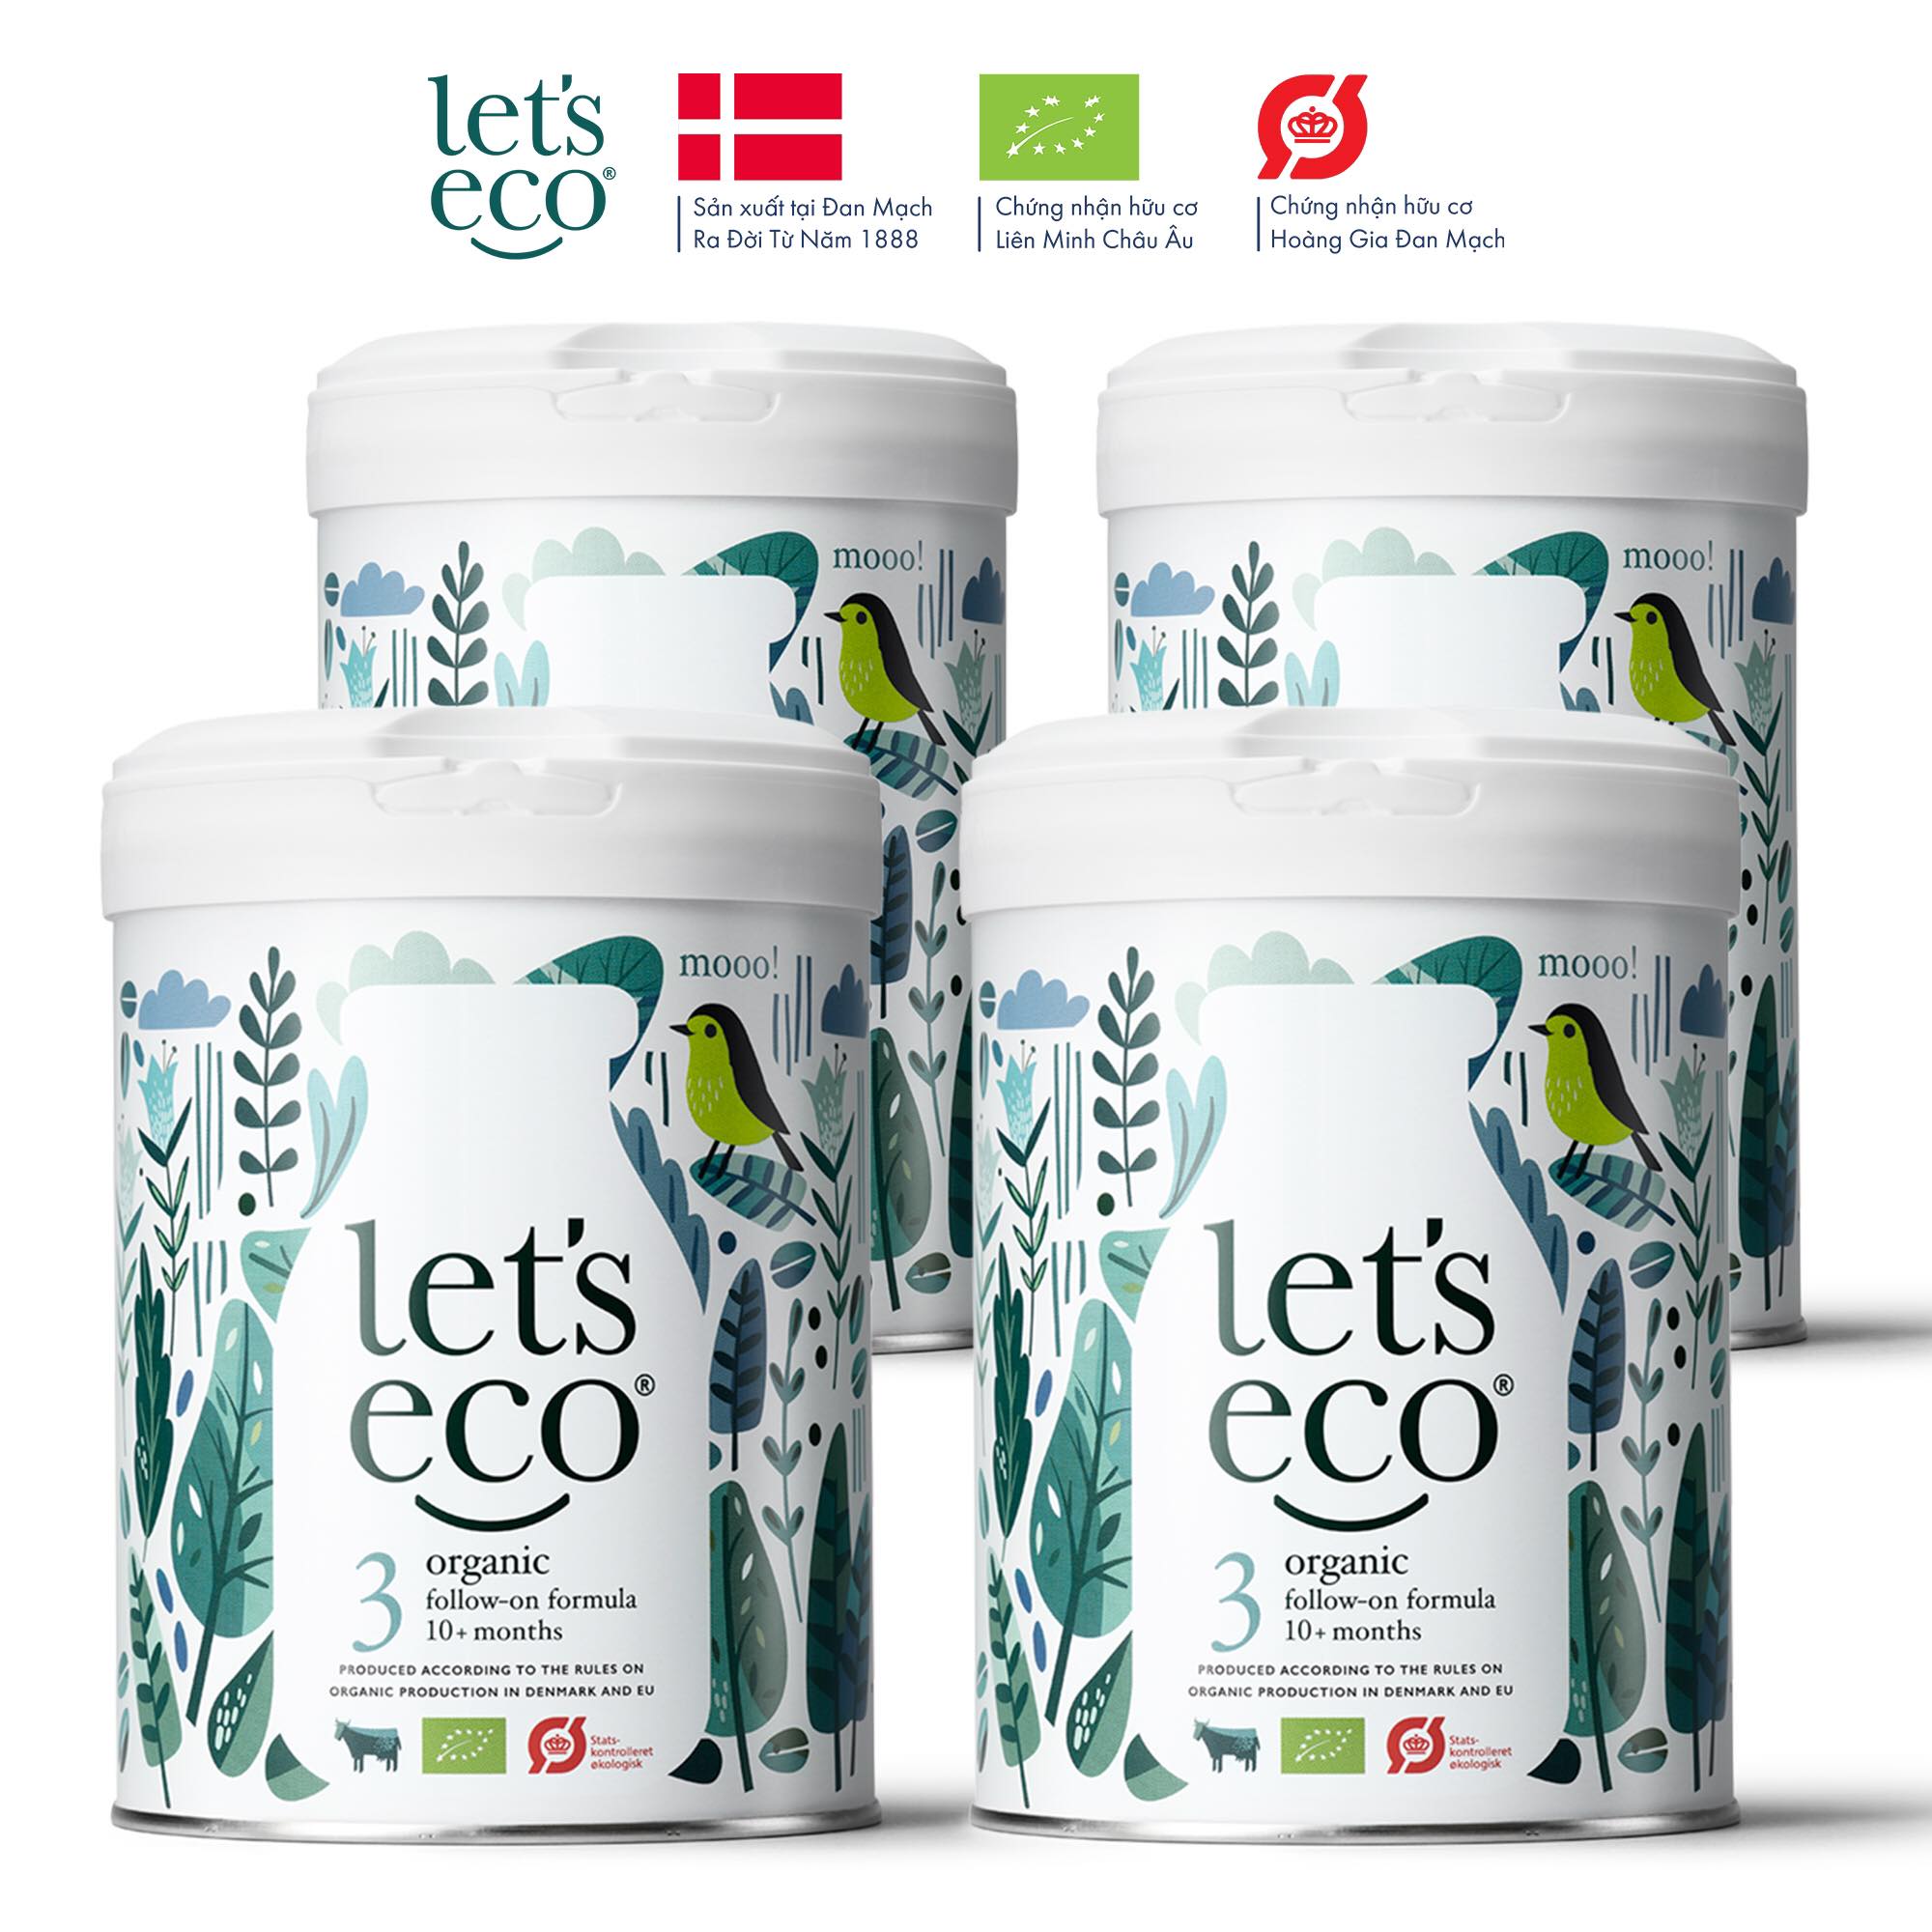 let's
eco®
Sản xuất tại Đan Mạch
Ra Đời Từ Năm 1888
Chứng nhận hữu cơ
Liên Minh Châu Âu
Chứng nhận hữu cơ
Hoàng Gia Đan Mạch
mooo!
mooo!
mooo!
let's
eco®
3
organic
follow-on formula
10+ months
PRODUCED ACCORDING TO THE RULES ON
ORGANIC PRODUCTION IN DENMARK AND EU
Stats-
kontrolleret
økologisk
mooo!
let's
eco®
3
organic
follow-on formula
10+ months
PRODUCED ACCORDING TO THE RULES ON
ORGANIC PRODUCTION IN DENMARK AND EU
Stats-
kontrolleret
økologisk